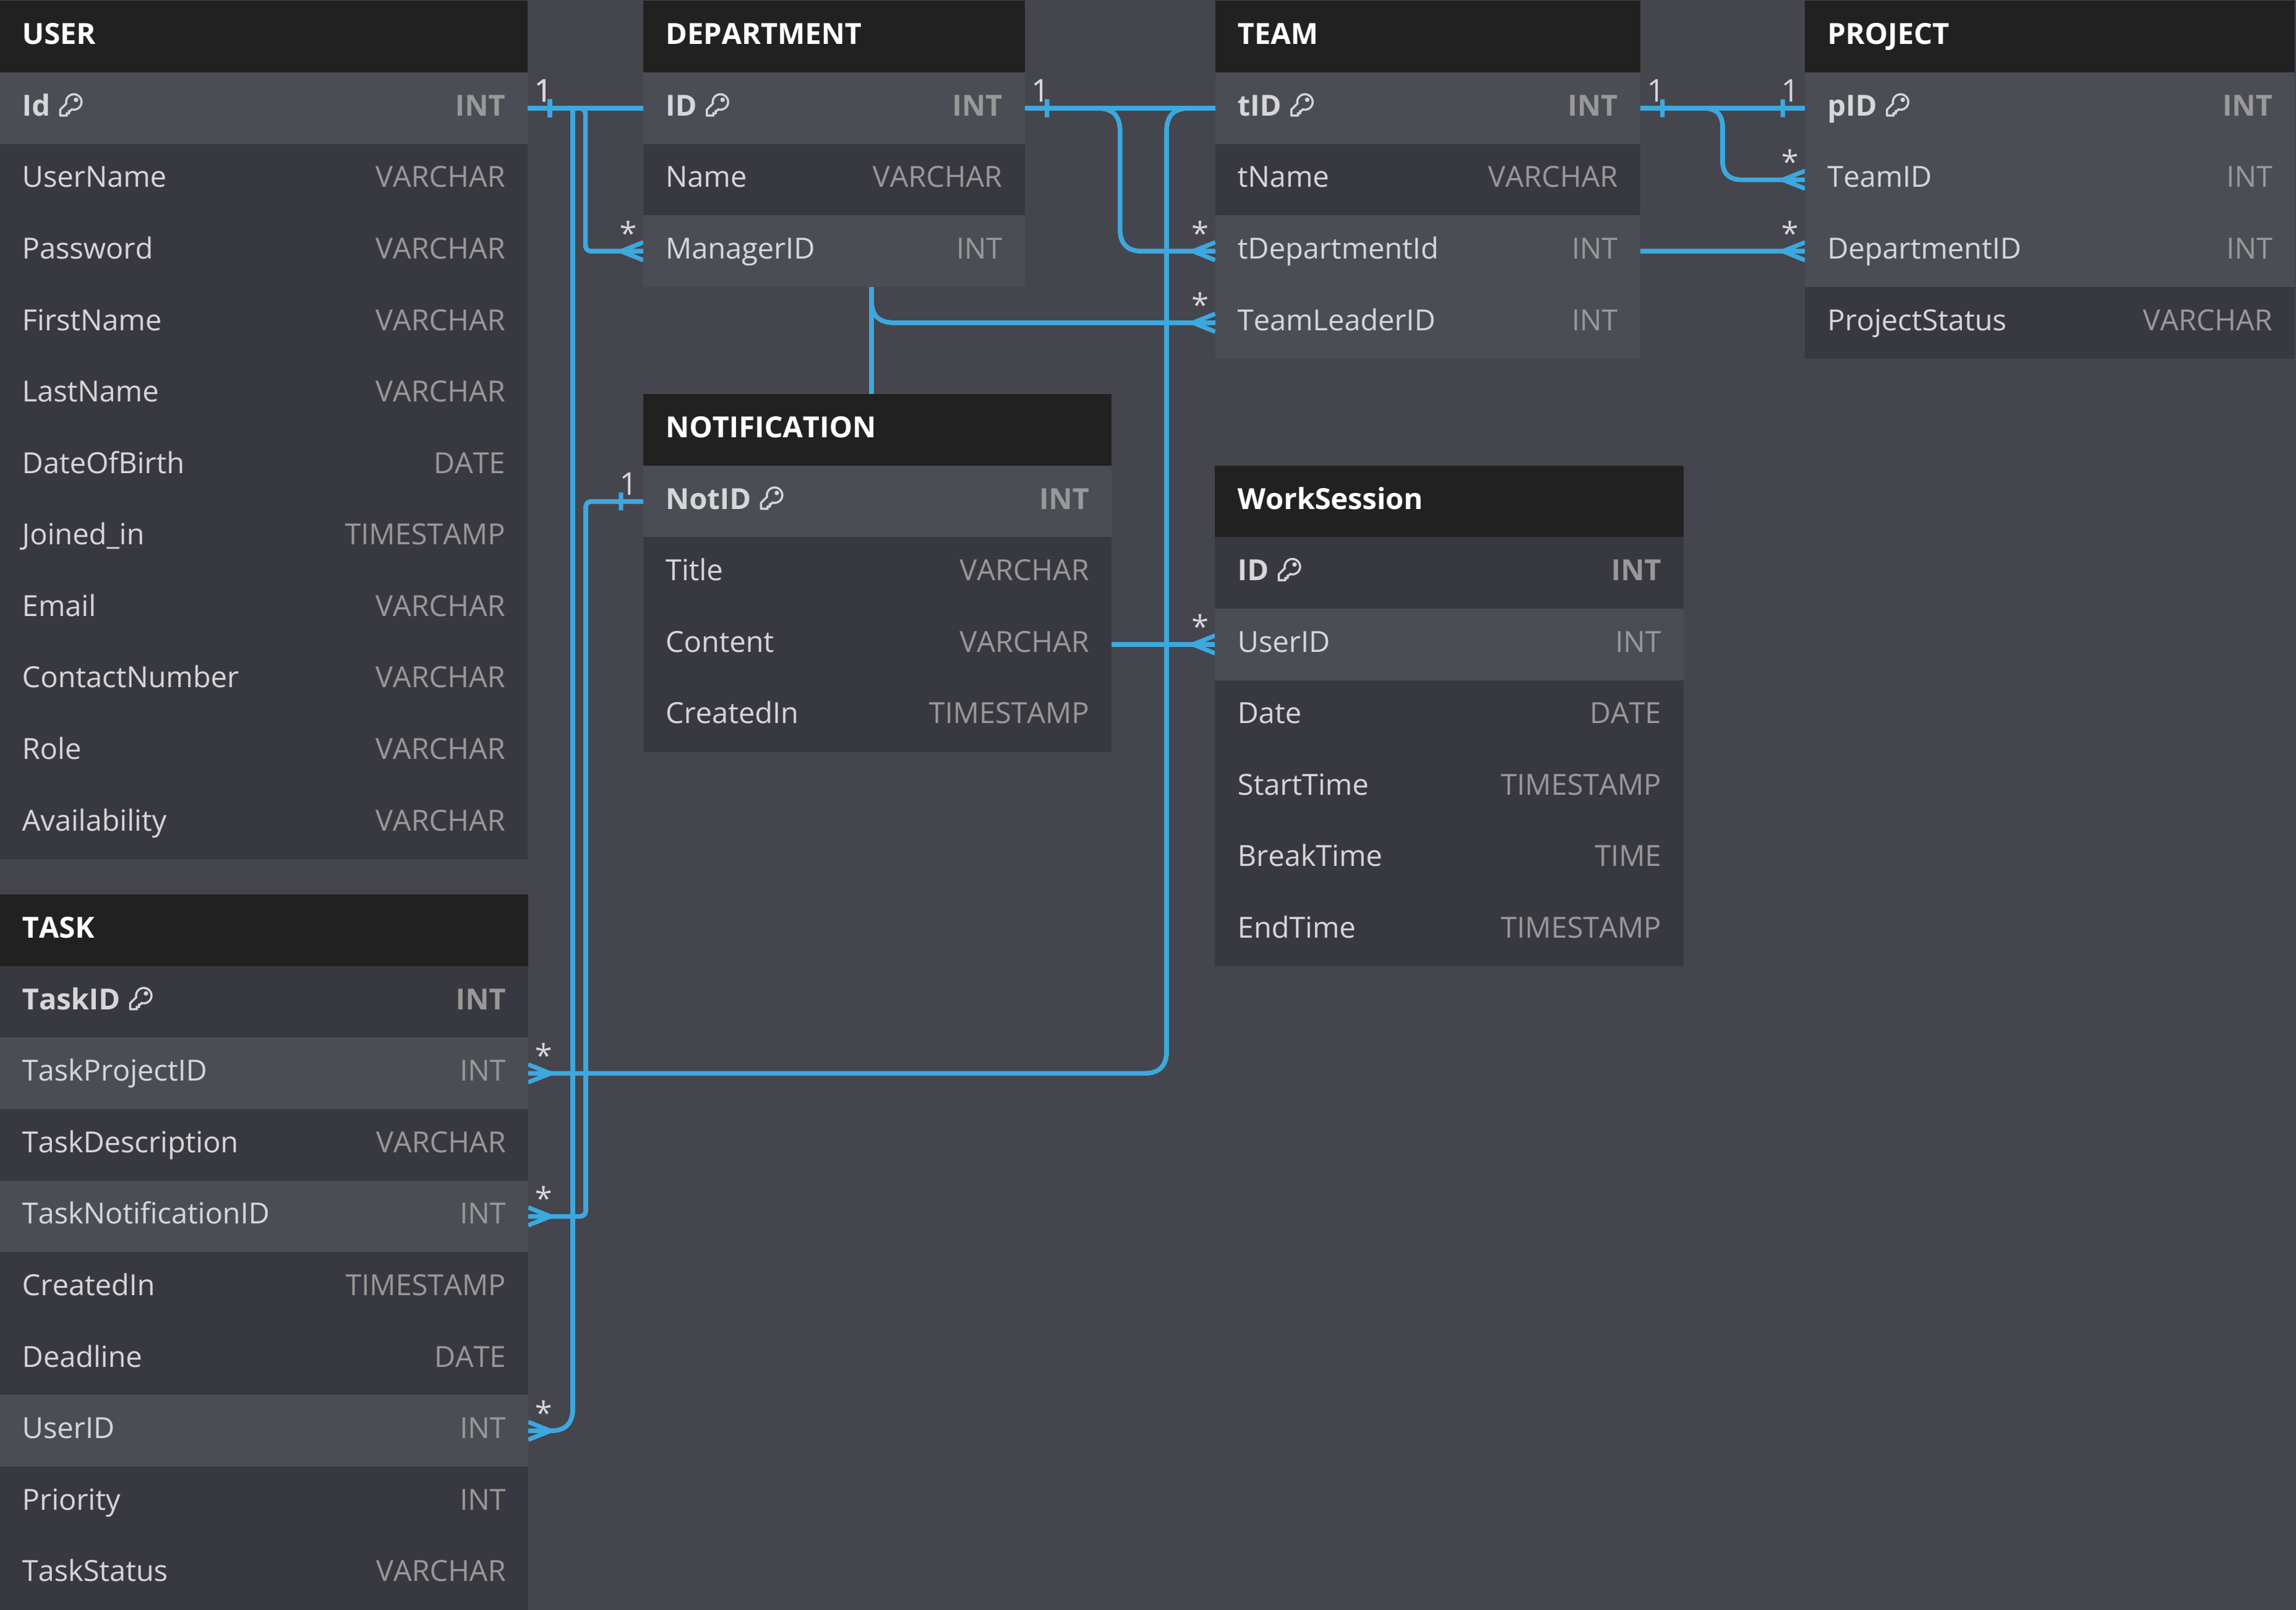 USER
Id INT
UserName VARCHAR
Password VARCHAR
FirstName VARCHAR
LastName VARCHAR
DateOfBirth DATE
Joined_in TIMESTAMP
Email VARCHAR
ContactNumber VARCHAR
Role VARCHAR
Availability VARCHAR
1
DEPARTMENT
ID INT
Name VARCHAR
* ManagerID INT
1
TEAM
tID INT
tName VARCHAR
* tDepartmentId INT
* TeamLeaderID INT
1
1
PROJECT
pID INT
* TeamID INT
* DepartmentID INT
ProjectStatus VARCHAR
NOTIFICATION
1 NotID INT
Title VARCHAR
Content VARCHAR
CreatedIn TIMESTAMP
WorkSession
ID INT
* UserID INT
Date DATE
StartTime TIMESTAMP
BreakTime TIME
EndTime TIMESTAMP
TASK
TaskID INT
TaskProjectID INT *
TaskDescription VARCHAR
TaskNotificationID INT *
CreatedIn TIMESTAMP
Deadline DATE
UserID INT *
Priority INT
TaskStatus VARCHAR